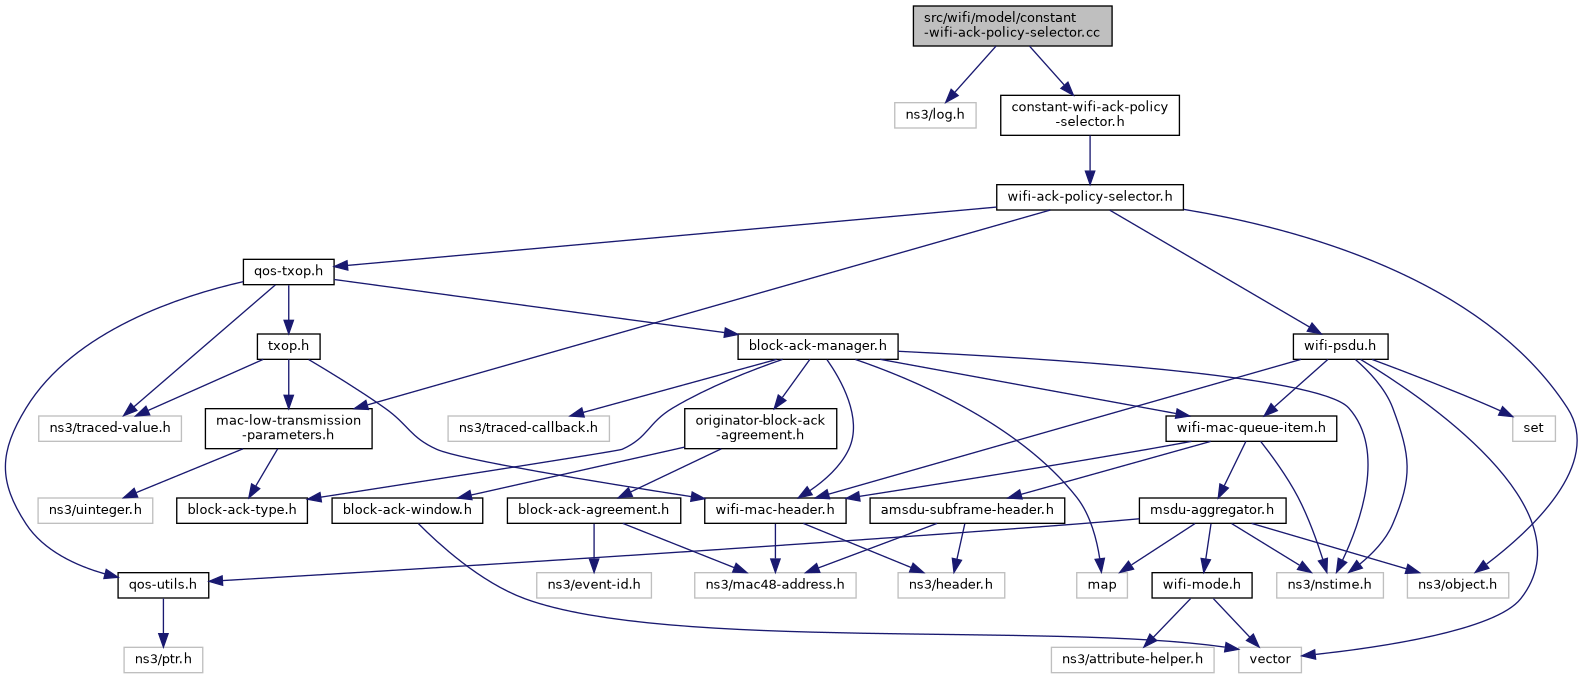 src/wifi/model/constant
-wifi-ack-policy-selector.cc
ns3/log.h
constant-wifi-ack-policy
-selector.h
wifi-ack-policy-selector.h
qos-txop.h
txop.h
block-ack-manager.h
wifi-psdu.h
ns3/traced-value.h
mac-low-transmission
-parameters.h
ns3/traced-callback.h
originator-block-ack
-agreement.h
wifi-mac-queue-item.h
set
ns3/uinteger.h
block-ack-type.h
block-ack-window.h
block-ack-agreement.h
wifi-mac-header.h
amsdu-subframe-header.h
msdu-aggregator.h
qos-utils.h
ns3/event-id.h
ns3/mac48-address.h
ns3/header.h
map
wifi-mode.h
ns3/nstime.h
ns3/object.h
ns3/ptr.h
ns3/attribute-helper.h
vector